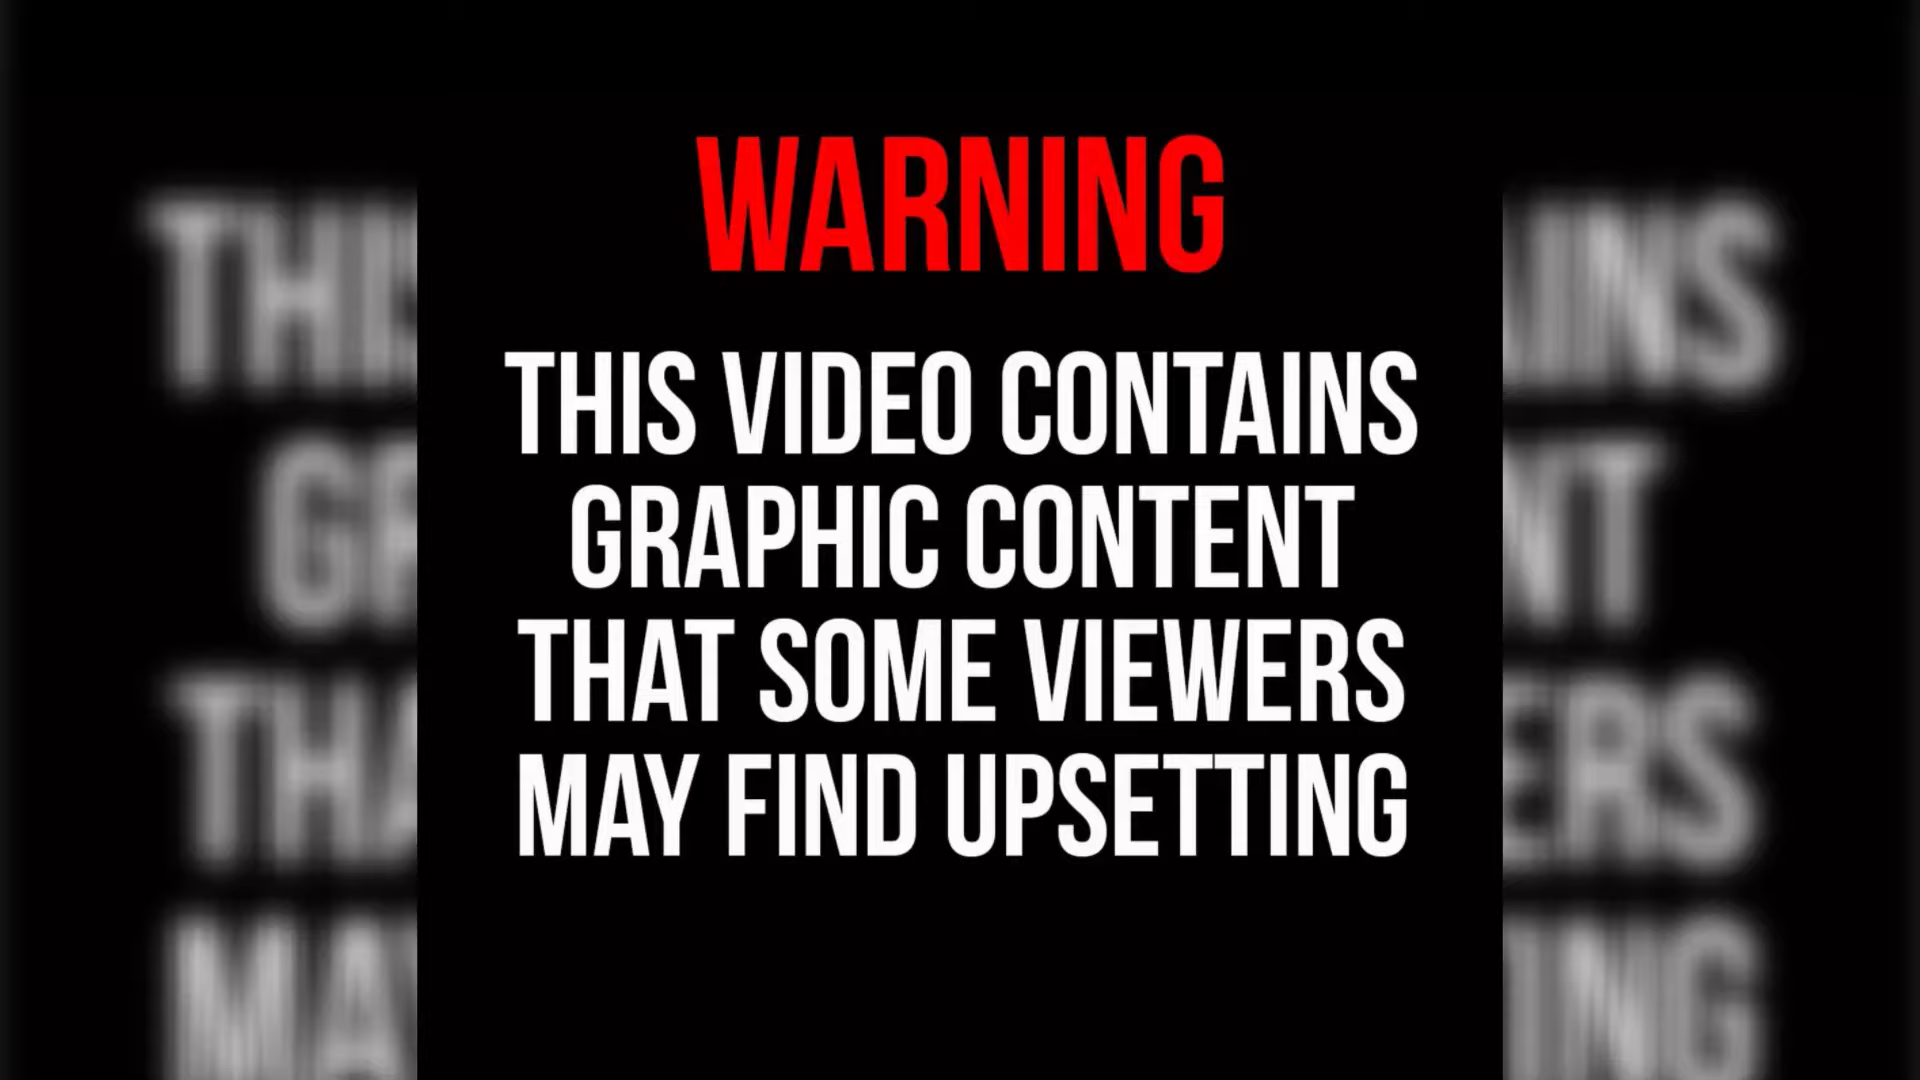 WARNING
THIS VIDEO CONTAINS
GRAPHIC CONTENT
THAT SOME VIEWERS
MAY FIND UPSETTING